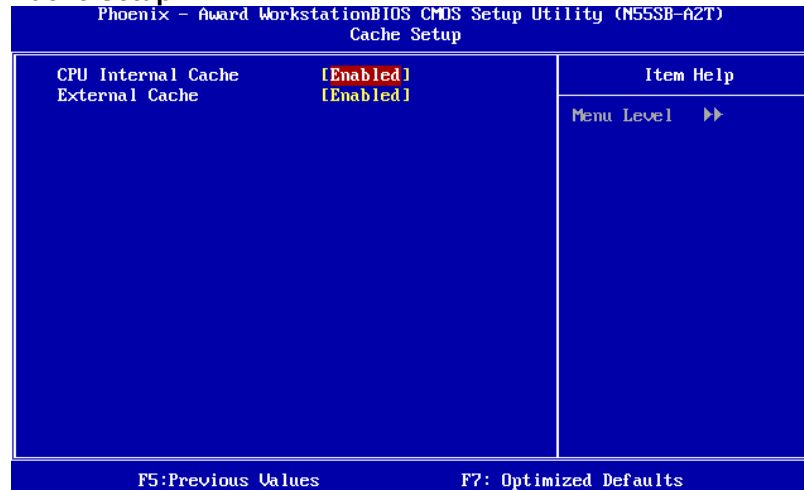 Phoenix - Award WorkstationBIOS CMOS Setup Utility (N55SB-A2T)
Cache Setup
CPU Internal Cache [Enabled]
External Cache [Enabled]
Item Help
Menu Level ▶▶
F5:Previous Values F7: Optimized Defaults